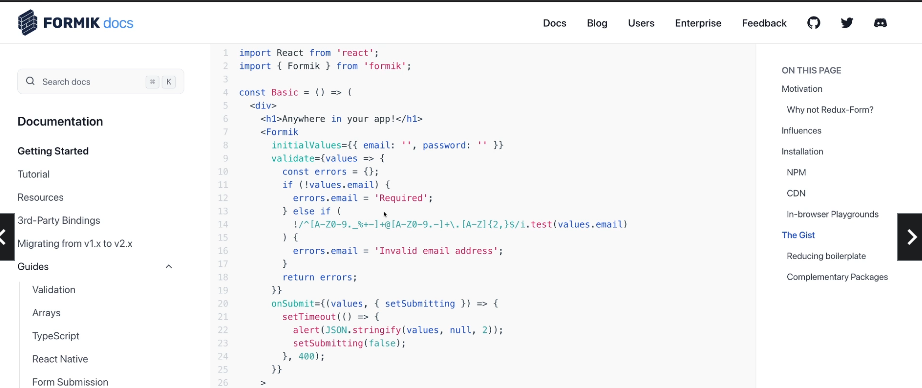 FORMIK docs
Docs
Blog
Users
Enterprise
Feedback
Search docs
⌘ K
Documentation
Getting Started
Tutorial
Resources
3rd-Party Bindings
Migrating from v1.x to v2.x
Guides
Validation
Arrays
TypeScript
React Native
Form Submission
1 import React from 'react';
2 import { Formik } from 'formik';
3
4 const Basic = () => (
5 <div>
6 <h1>Anywhere in your app!</h1>
7 <Formik
8 initialValues={{ email: '', password: '' }}
9 validate={values => {
10 const errors = {};
11 if (!values.email) {
12 errors.email = 'Required';
13 } else if (
14 !/^[A-Z0-9._%+-]+@[A-Z0-9.-]+\.[A-Z]{2,}$/i.test(values.email)
15 ) {
16 errors.email = 'Invalid email address';
17 }
18 return errors;
19 }}
20 onSubmit={(values, { setSubmitting }) => {
21 setTimeout(() => {
22 alert(JSON.stringify(values, null, 2));
23 setSubmitting(false);
24 }, 400);
25 }}
26 >
ON THIS PAGE
Motivation
Why not Redux-Form?
Influences
Installation
NPM
CDN
In-browser Playgrounds
The Gist
Reducing boilerplate
Complementary Packages